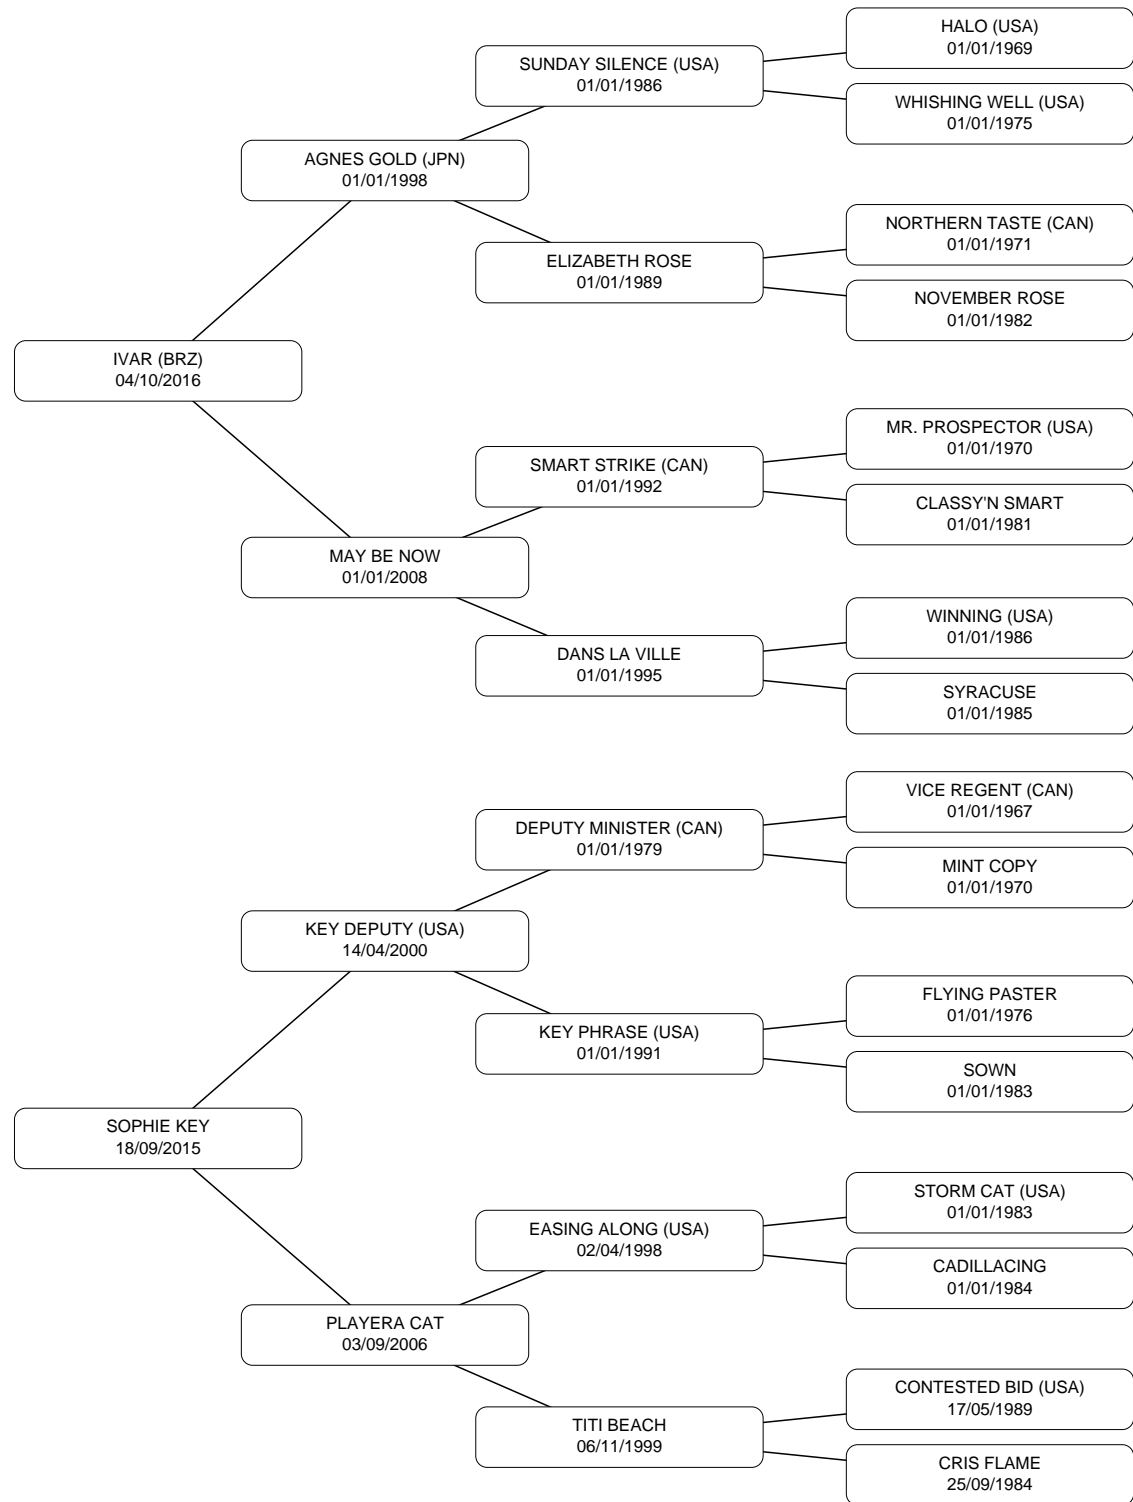 HALO (USA)
01/01/1969
SUNDAY SILENCE (USA)
01/01/1986
WHISHING WELL (USA)
01/01/1975
AGNES GOLD (JPN)
01/01/1998
NORTHERN TASTE (CAN)
01/01/1971
ELIZABETH ROSE
01/01/1989
NOVEMBER ROSE
01/01/1982
IVAR (BRZ)
04/10/2016
MR. PROSPECTOR (USA)
01/01/1970
SMART STRIKE (CAN)
01/01/1992
CLASSY'N SMART
01/01/1981
MAY BE NOW
01/01/2008
WINNING (USA)
01/01/1986
DANS LA VILLE
01/01/1995
SYRACUSE
01/01/1985
VICE REGENT (CAN)
01/01/1967
DEPUTY MINISTER (CAN)
01/01/1979
MINT COPY
01/01/1970
KEY DEPUTY (USA)
14/04/2000
FLYING PASTER
01/01/1976
KEY PHRASE (USA)
01/01/1991
SOWN
01/01/1983
SOPHIE KEY
18/09/2015
STORM CAT (USA)
01/01/1983
EASING ALONG (USA)
02/04/1998
CADILLACING
01/01/1984
PLAYERA CAT
03/09/2006
CONTESTED BID (USA)
17/05/1989
TITI BEACH
06/11/1999
CRIS FLAME
25/09/1984